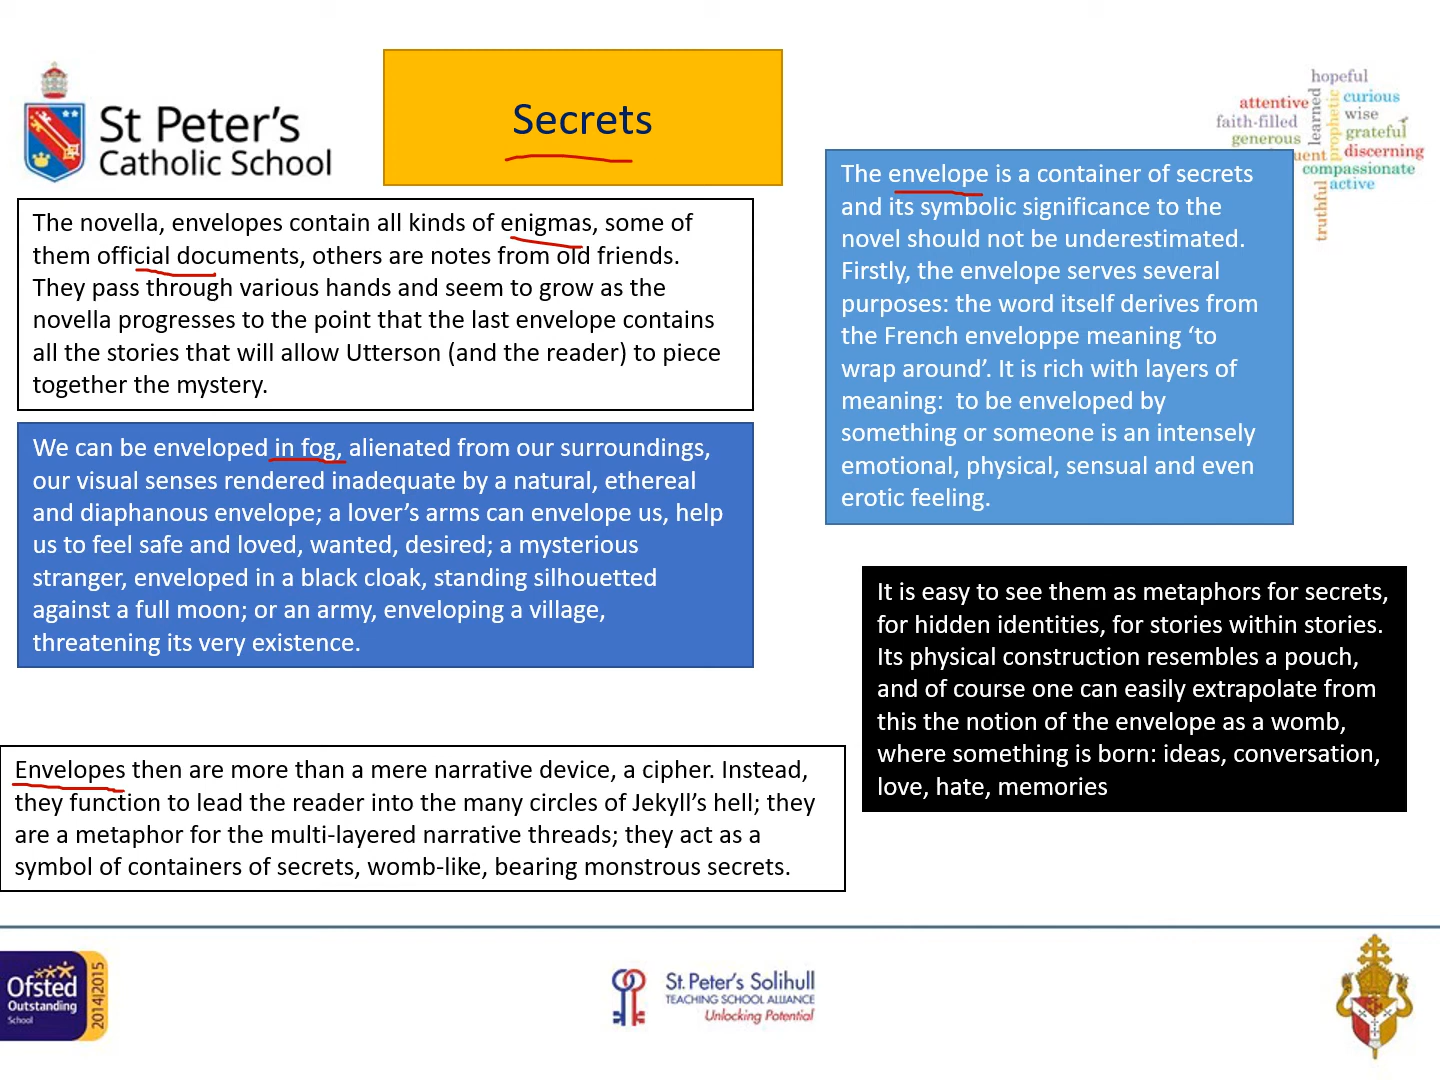 St Peter's
Catholic School
Secrets
hopeful
attentive
learned
prophetic
curious
wise
faith-filled
grateful
generous
discerning
uent
compassionate
active
truthful
The novella, envelopes contain all kinds of enigmas, some of
them official documents, others are notes from old friends.
They pass through various hands and seem to grow as the
novella progresses to the point that the last envelope contains
all the stories that will allow Utterson (and the reader) to piece
together the mystery.
The envelope is a container of secrets
and its symbolic significance to the
novel should not be underestimated.
Firstly, the envelope serves several
purposes: the word itself derives from
the French enveloppe meaning ‘to
wrap around’. It is rich with layers of
meaning:  to be enveloped by
something or someone is an intensely
emotional, physical, sensual and even
erotic feeling.
We can be enveloped in fog, alienated from our surroundings,
our visual senses rendered inadequate by a natural, ethereal
and diaphanous envelope; a lover’s arms can envelope us, help
us to feel safe and loved, wanted, desired; a mysterious
stranger, enveloped in a black cloak, standing silhouetted
against a full moon; or an army, enveloping a village,
threatening its very existence.
It is easy to see them as metaphors for secrets,
for hidden identities, for stories within stories.
Its physical construction resembles a pouch,
and of course one can easily extrapolate from
this the notion of the envelope as a womb,
where something is born: ideas, conversation,
love, hate, memories
Envelopes then are more than a mere narrative device, a cipher. Instead,
they function to lead the reader into the many circles of Jekyll’s hell; they
are a metaphor for the multi-layered narrative threads; they act as a
symbol of containers of secrets, womb-like, bearing monstrous secrets.
Ofsted
Outstanding
School
2014|2015
St. Peter's Solihull
TEACHING SCHOOL ALLIANCE
Unlocking Potential